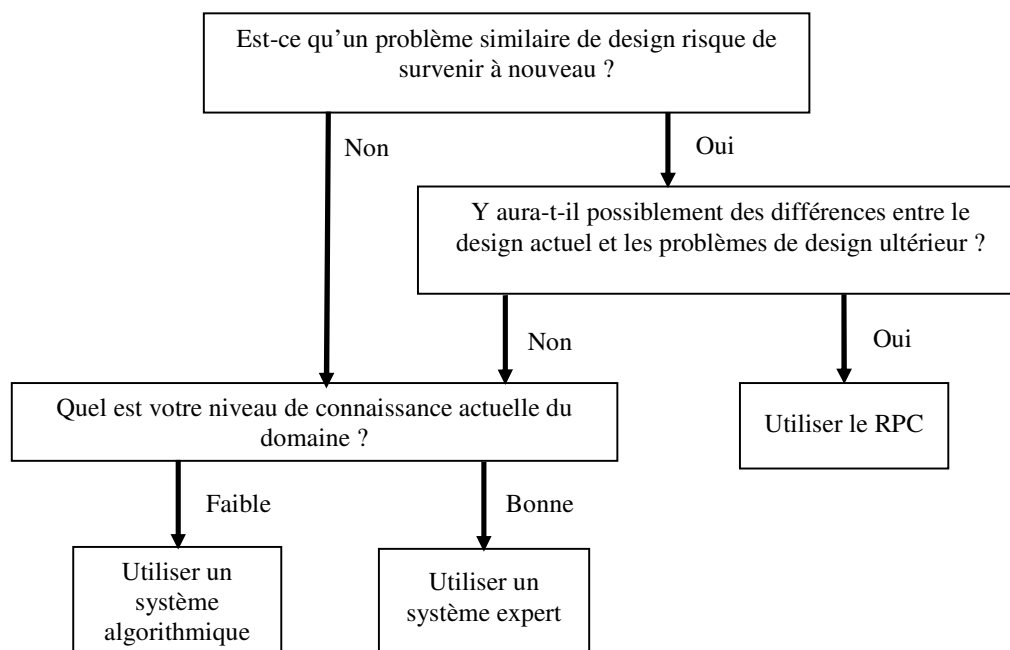 Est-ce qu'un problème similaire de design risque de
survenir à nouveau ?
Non
Oui
Y aura-t-il possiblement des différences entre le
design actuel et les problèmes de design ultérieur ?
Non
Oui
Quel est votre niveau de connaissance actuelle du
domaine ?
Utiliser le RPC
Faible
Bonne
Utiliser un
système
algorithmique
Utiliser un
système expert